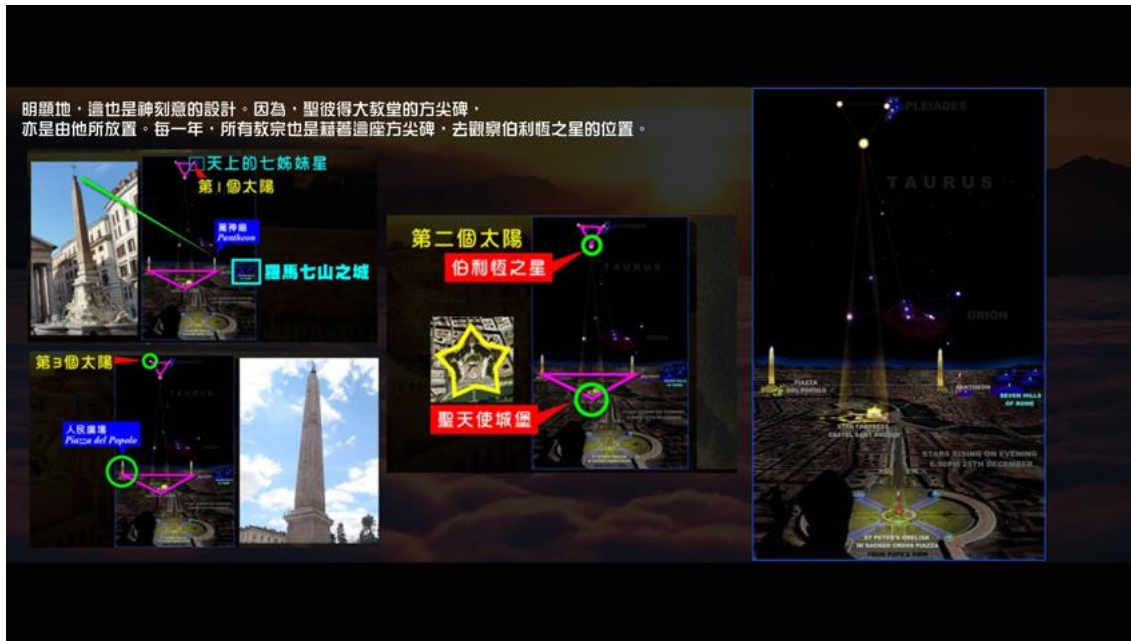 明顯地，這也是神刻意的設計。因為，聖彼得大教堂的方尖碑，
亦是由他所放置。每一年，所有教宗也是藉著這座方尖碑，去觀察伯利恆之星的位置。
天上的七姊妹星
第1個太陽
萬神廟
Pantheon
羅馬七山之城
第3個太陽
人民廣場
Piazza del Popolo
第二個太陽
伯利恆之星
TAURUS
ORION
聖天使城堡
PLEIADES
TAURUS
ORION
PIAZZA
DEL POPOLO
PANTHEON
SEVEN HILLS
OF ROME
STAR FORTRESS
CASTEL SANT ANGELO
STARS RISING ON EVENING
6.00PM 25TH DECEMBER
ST PETER'S OBELISK
IN SACRED CROSS PIAZZA
FROM POPE'S VIEW